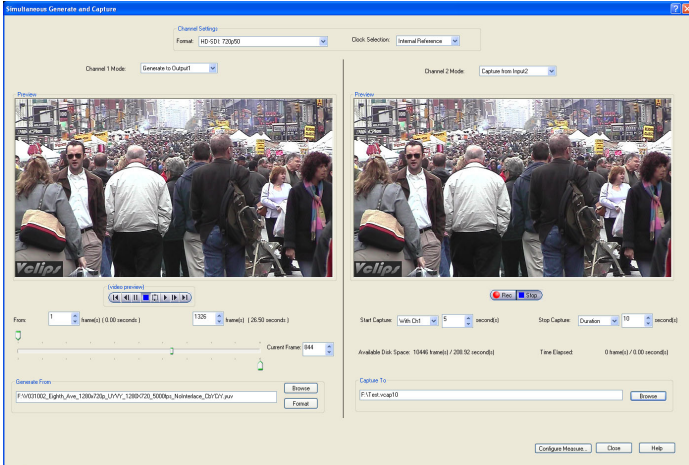 Simultaneous Generate and Capture
Channel Settings
Format: HD-SDI: 720p50
Clock Selection: Internal Reference
Channel 1 Mode: Generate to Output1
Channel 2 Mode: Capture from Input2
Preview
Preview
Vclips
Vclips
(video preview)
Rec Stop
From: 1 frame(s) ( 0.00 seconds ) 1326 frame(s) ( 26.50 seconds )
Start Capture: With Ch1 5 second(s) Stop Capture: Duration 10 second(s)
Current Frame: 844
Available Disk Space: 10446 frame(s) / 208.92 second(s) Time Elapsed: 0 frame(s) / 0.00 second(s)
Generate From
Browse
F:\V031002_Eighth_Ave_1280x720p_UYVY_1280X720_5000fps_NoInterlace_CbYCrY.yuv
Format
Capture To
F:\Test.vcap10
Browse
Configure Measure... Close Help